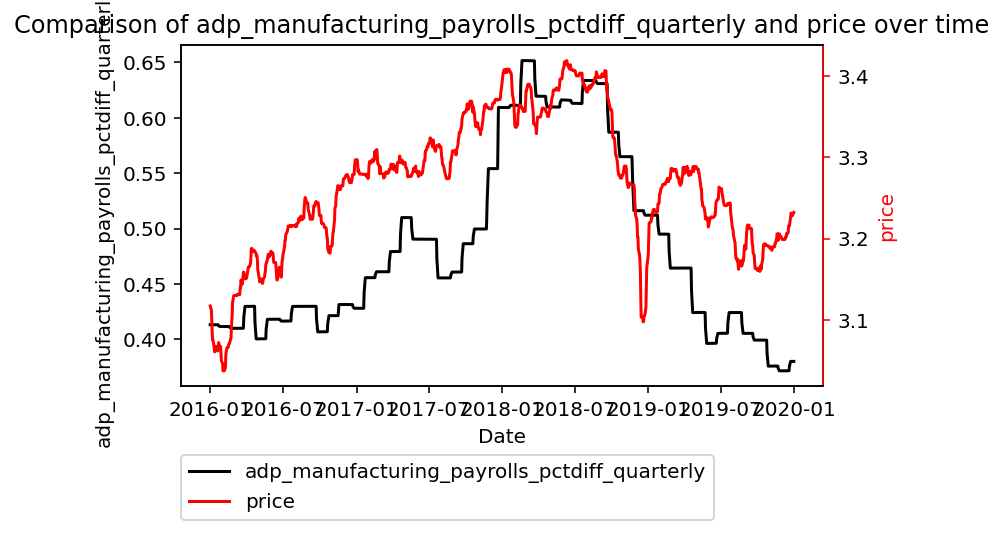 Comparison of adp_manufacturing_payrolls_pctdiff_quarterly and price over time
adp_manufacturing_payrolls_pctdiff_quarterly
0.65
0.60
0.55
0.50
0.45
0.40
3.4
3.3
3.2
3.1
price
2016-01 2016-07 2017-01 2017-07 2018-01 2018-07 2019-01 2019-07 2020-01
Date
adp_manufacturing_payrolls_pctdiff_quarterly
price